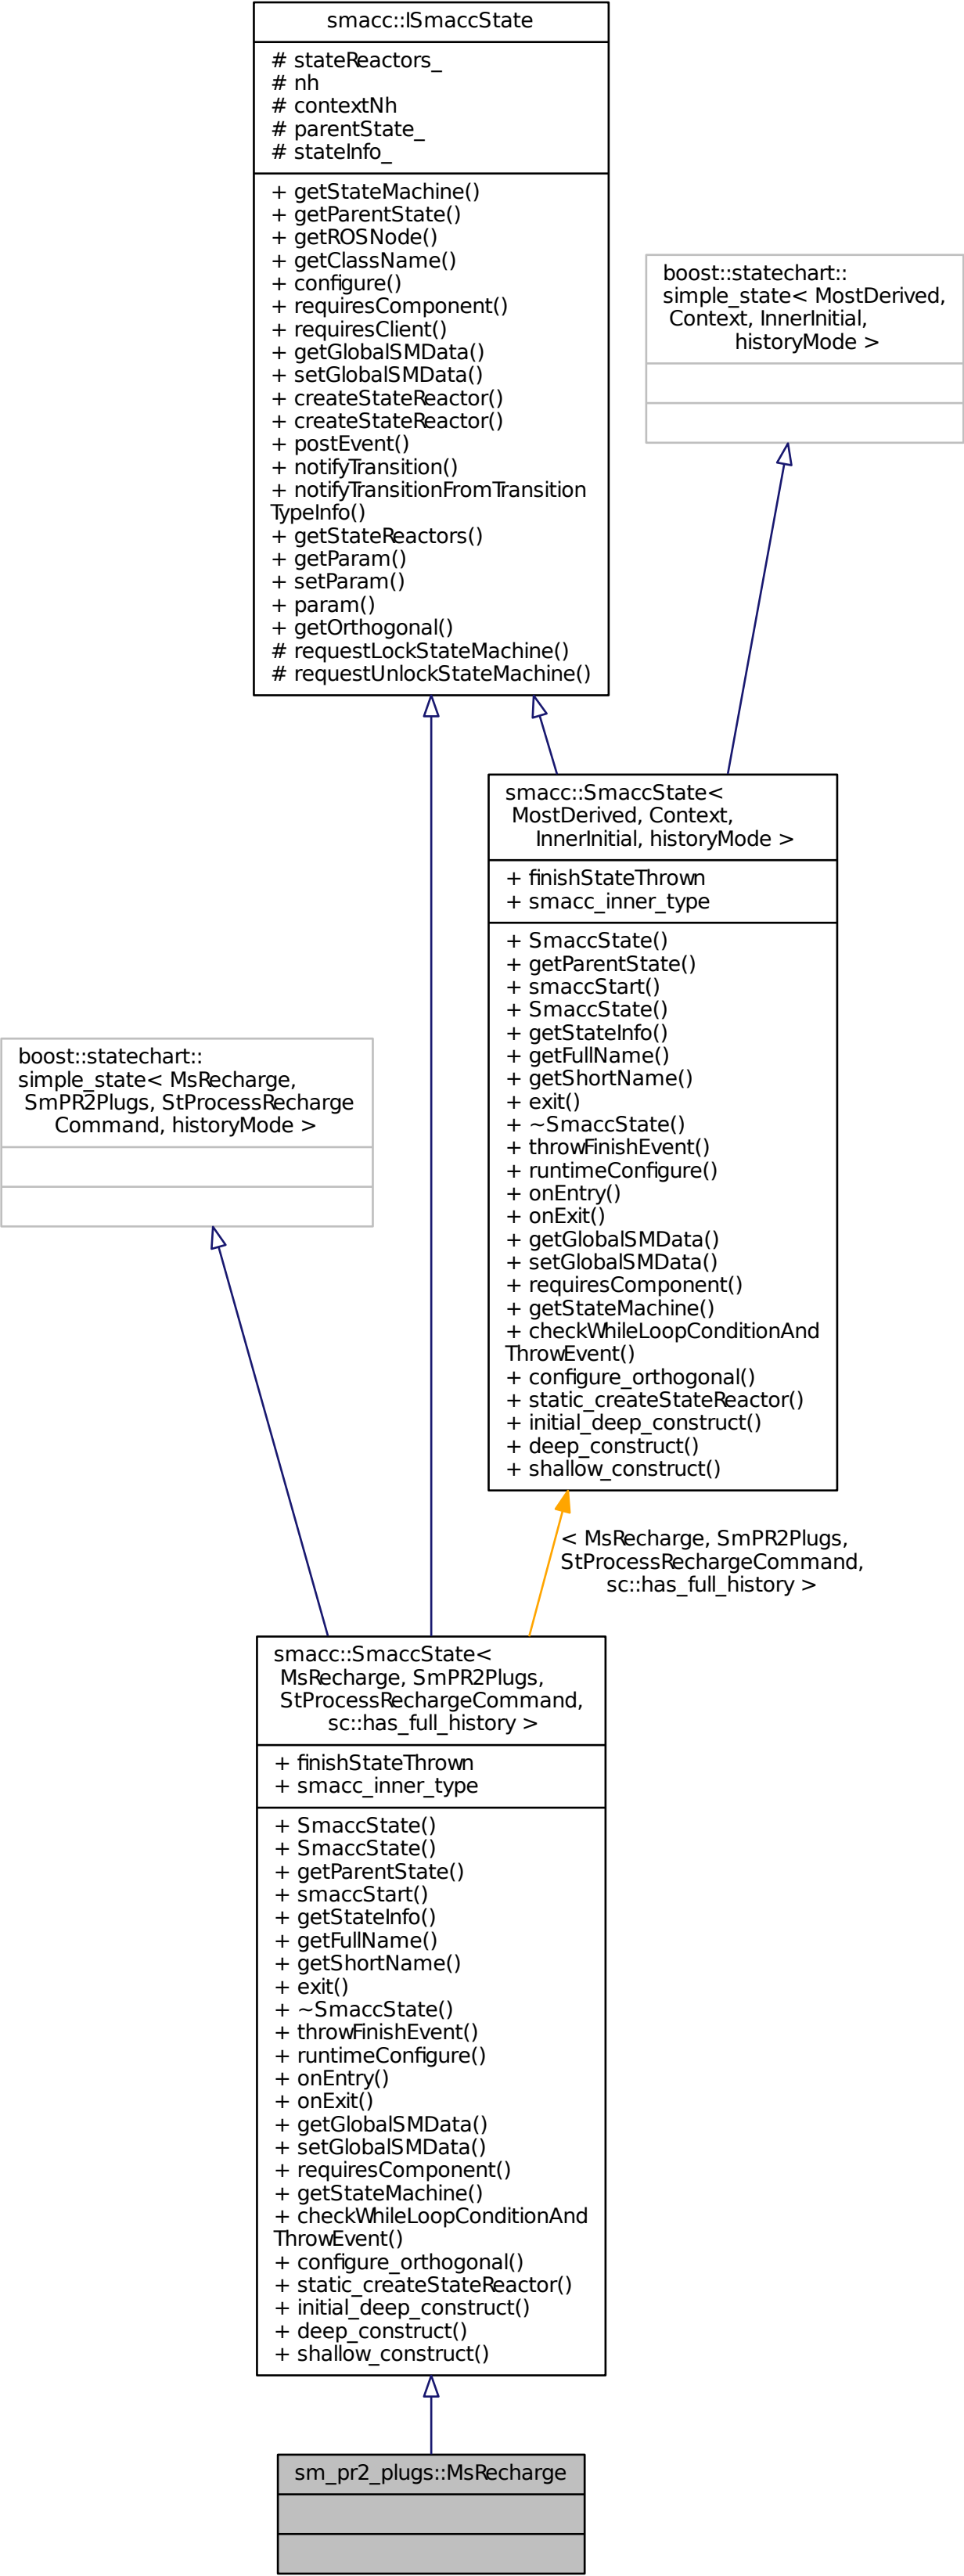 smacc::ISmaccState
# stateReactors_
# nh
# contextNh
# parentState_
# stateInfo_
+ getStateMachine()
+ getParentState()
+ getROSNode()
+ getClassName()
+ configure()
+ requiresComponent()
+ requiresClient()
+ getGlobalSMData()
+ setGlobalSMData()
+ createStateReactor()
+ createStateReactor()
+ postEvent()
+ notifyTransition()
+ notifyTransitionFromTransition
TypeInfo()
+ getStateReactors()
+ getParam()
+ setParam()
+ param()
+ getOrthogonal()
# requestLockStateMachine()
# requestUnlockStateMachine()
boost::statechart::
simple_state< MostDerived,
Context, InnerInitial,
historyMode >
smacc::SmaccState<
MostDerived, Context,
InnerInitial, historyMode >
+ finishStateThrown
+ smacc_inner_type
+ SmaccState()
+ getParentState()
+ smaccStart()
+ SmaccState()
+ getStateInfo()
+ getFullName()
+ getShortName()
+ exit()
+ ~SmaccState()
+ throwFinishEvent()
+ runtimeConfigure()
+ onEntry()
+ onExit()
+ getGlobalSMData()
+ setGlobalSMData()
+ requiresComponent()
+ getStateMachine()
+ checkWhileLoopConditionAnd
ThrowEvent()
+ configure_orthogonal()
+ static_createStateReactor()
+ initial_deep_construct()
+ deep_construct()
+ shallow_construct()
boost::statechart::
simple_state< MsRecharge,
SmPR2Plugs, StProcessRecharge
Command, historyMode >
< MsRecharge, SmPR2Plugs,
StProcessRechargeCommand,
sc::has_full_history >
smacc::SmaccState<
MsRecharge, SmPR2Plugs,
StProcessRechargeCommand,
sc::has_full_history >
+ finishStateThrown
+ smacc_inner_type
+ SmaccState()
+ SmaccState()
+ getParentState()
+ smaccStart()
+ getStateInfo()
+ getFullName()
+ getShortName()
+ exit()
+ ~SmaccState()
+ throwFinishEvent()
+ runtimeConfigure()
+ onEntry()
+ onExit()
+ getGlobalSMData()
+ setGlobalSMData()
+ requiresComponent()
+ getStateMachine()
+ checkWhileLoopConditionAnd
ThrowEvent()
+ configure_orthogonal()
+ static_createStateReactor()
+ initial_deep_construct()
+ deep_construct()
+ shallow_construct()
sm_pr2_plugs::MsRecharge